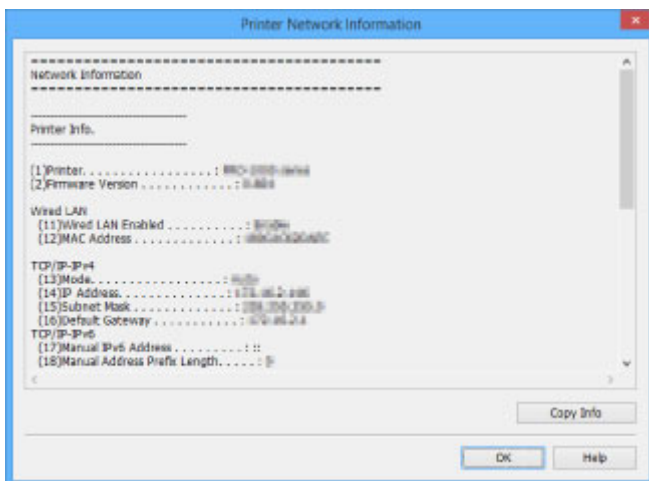 Printer Network Information
Network Information
Printer Info.
(1)Printer. . . . . . . . . . . . . . . . . :
(2)Firmware Version . . . . . . . . . . . . :
Wired LAN
(11)Wired LAN Enabled . . . . . . . . . . :
(12)MAC Address . . . . . . . . . . . . . :
TCP/IP-IPv4
(13)Mode. . . . . . . . . . . . . . . . . :
(14)IP Address. . . . . . . . . . . . . . :
(15)Subnet Mask . . . . . . . . . . . . . :
(16)Default Gateway . . . . . . . . . . . :
TCP/IP-IPv6
(17)Manual IPv6 Address . . . . . . . . . : ::
(18)Manual Address Prefix Length. . . . . :
Copy Info
OK
Help